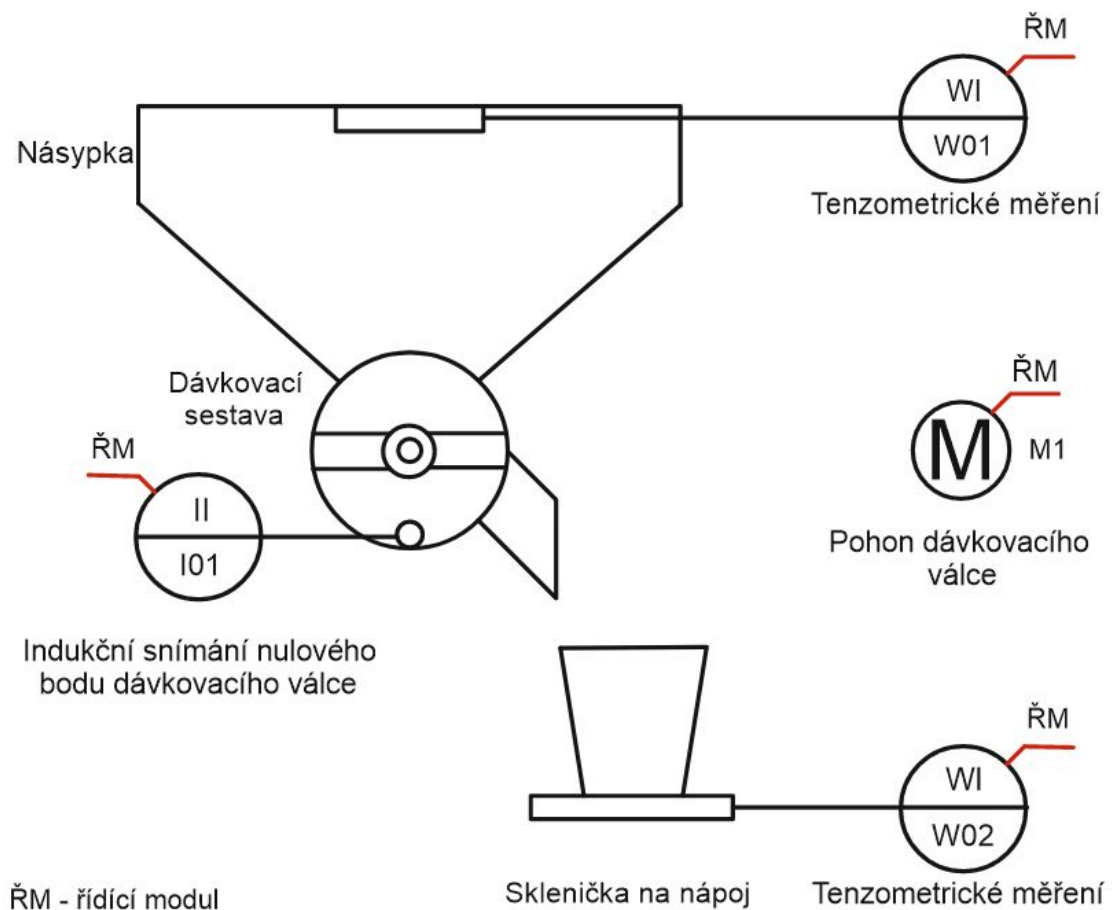 ŘM
WI
W01
Tenzometrické měření
Násypka
Dávkovací
sestava
ŘM
M
M1
Pohon dávkovacího
válce
ŘM
II
I01
Indukční snímání nulového
bodu dávkovacího válce
ŘM
WI
W02
Tenzometrické měření
Sklenička na nápoj
ŘM - řídící modul